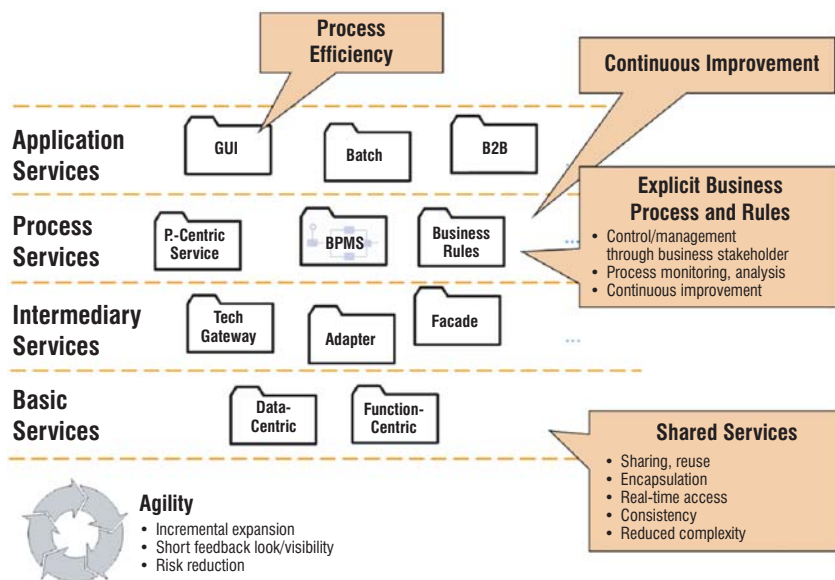 Process
Efficiency
Continuous Improvement
Application
Services
GUI
Batch
B2B
...
Process
Services
P.-Centric
Service
BPMS
Business
Rules
...
Explicit Business
Process and Rules
• Control/management
through business stakeholder
• Process monitoring, analysis
• Continuous improvement
Intermediary
Services
Tech
Gateway
Adapter
Facade
...
Basic
Services
Data-
Centric
Function-
Centric
Shared Services
• Sharing, reuse
• Encapsulation
• Real-time access
• Consistency
• Reduced complexity
Agility
• Incremental expansion
• Short feedback look/visibility
• Risk reduction